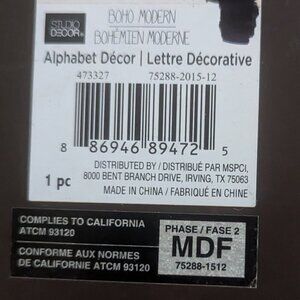 STUDIO
DECOR®
BOHO MODERN
BOHÉMIEN MODERNE
Alphabet Décor | Lettre Décorative
473327 75288-2015-12
8 86946 89472 5
DISTRIBUTED BY / DISTRIBUÉ PAR MSPCI,
8000 BENT BRANCH DRIVE, IRVING, TX 75063
1 pc
MADE IN CHINA / FABRIQUÉ EN CHINE
COMPLIES TO CALIFORNIA
ATCM 93120
CONFORME AUX NORMES
DE CALIFORNIE ATCM 93120
PHASE / FASE 2
MDF
75288-1512